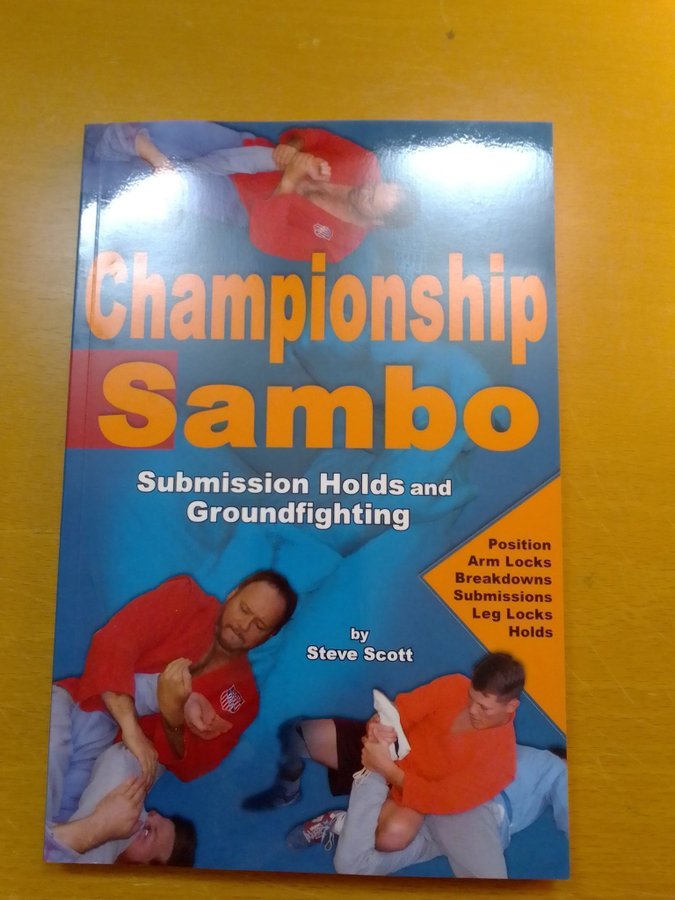 Championship
Sambo
Submission Holds and
Groundfighting
Position
Arm Locks
Breakdowns
Submissions
Leg Locks
Holds
by
Steve Scott